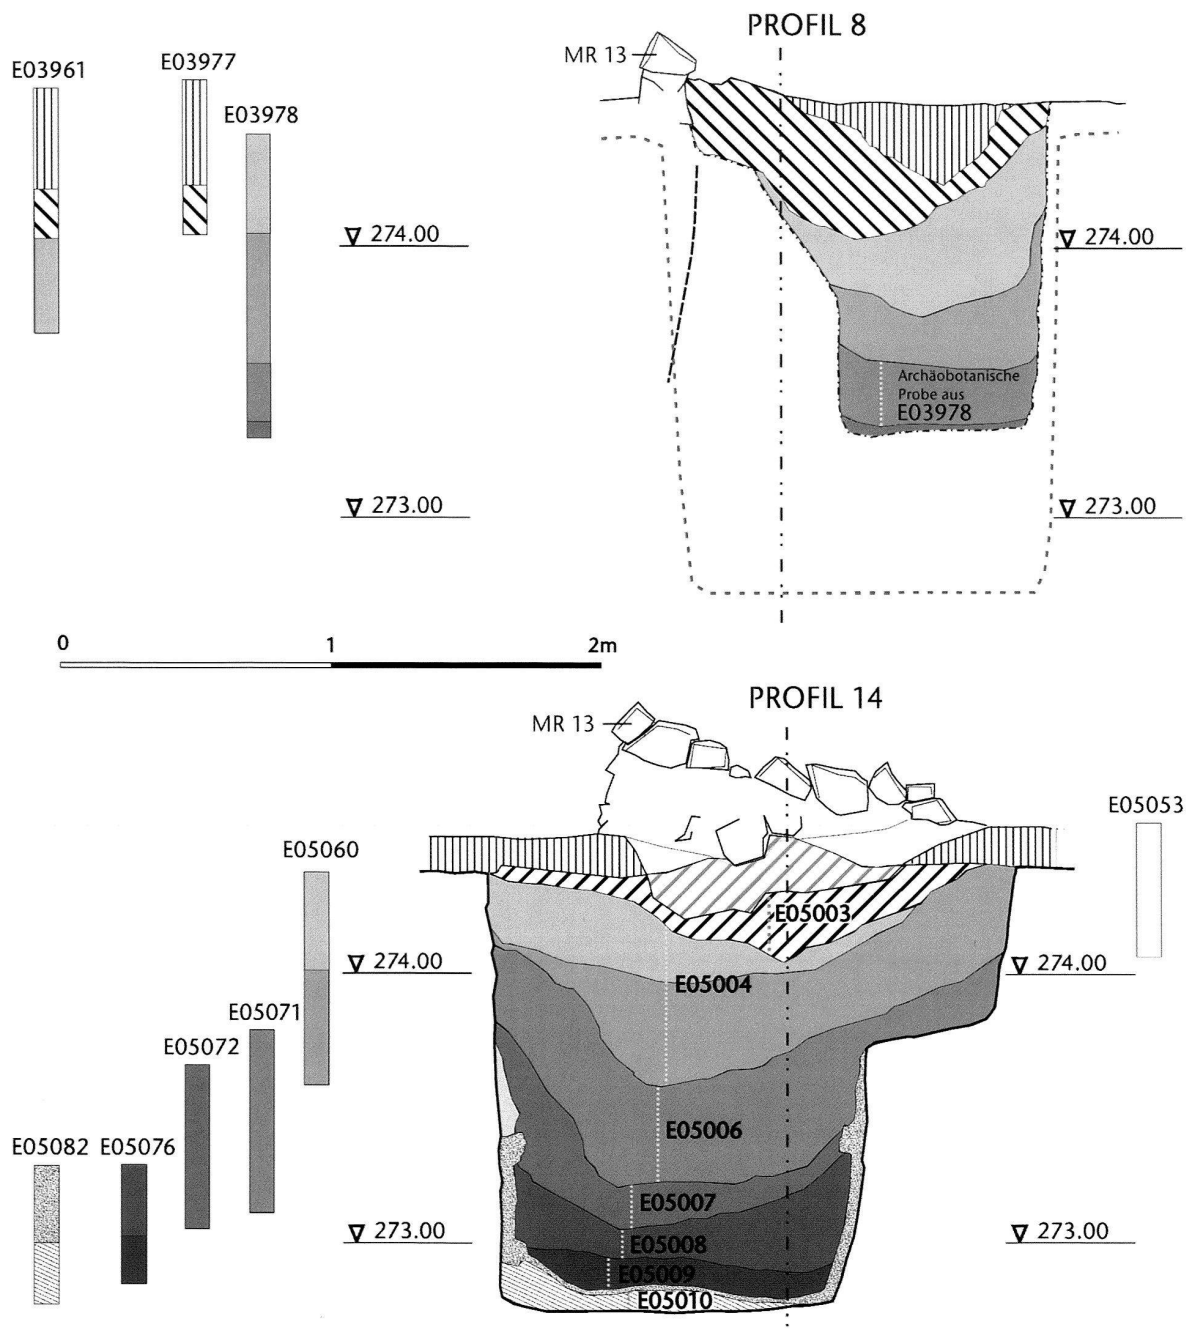 PROFIL 8
MR 13
E03961
E03977
E03978
274.00
274.00
Archäobotanische
Probe aus
E03978
273.00
273.00
0 1 2m
PROFIL 14
MR 13
E05053
E05060
E05003
274.00
274.00
E05004
E05071
E05072
E05006
E05082
E05076
E05007
273.00
273.00
E05008
E05009
E05010